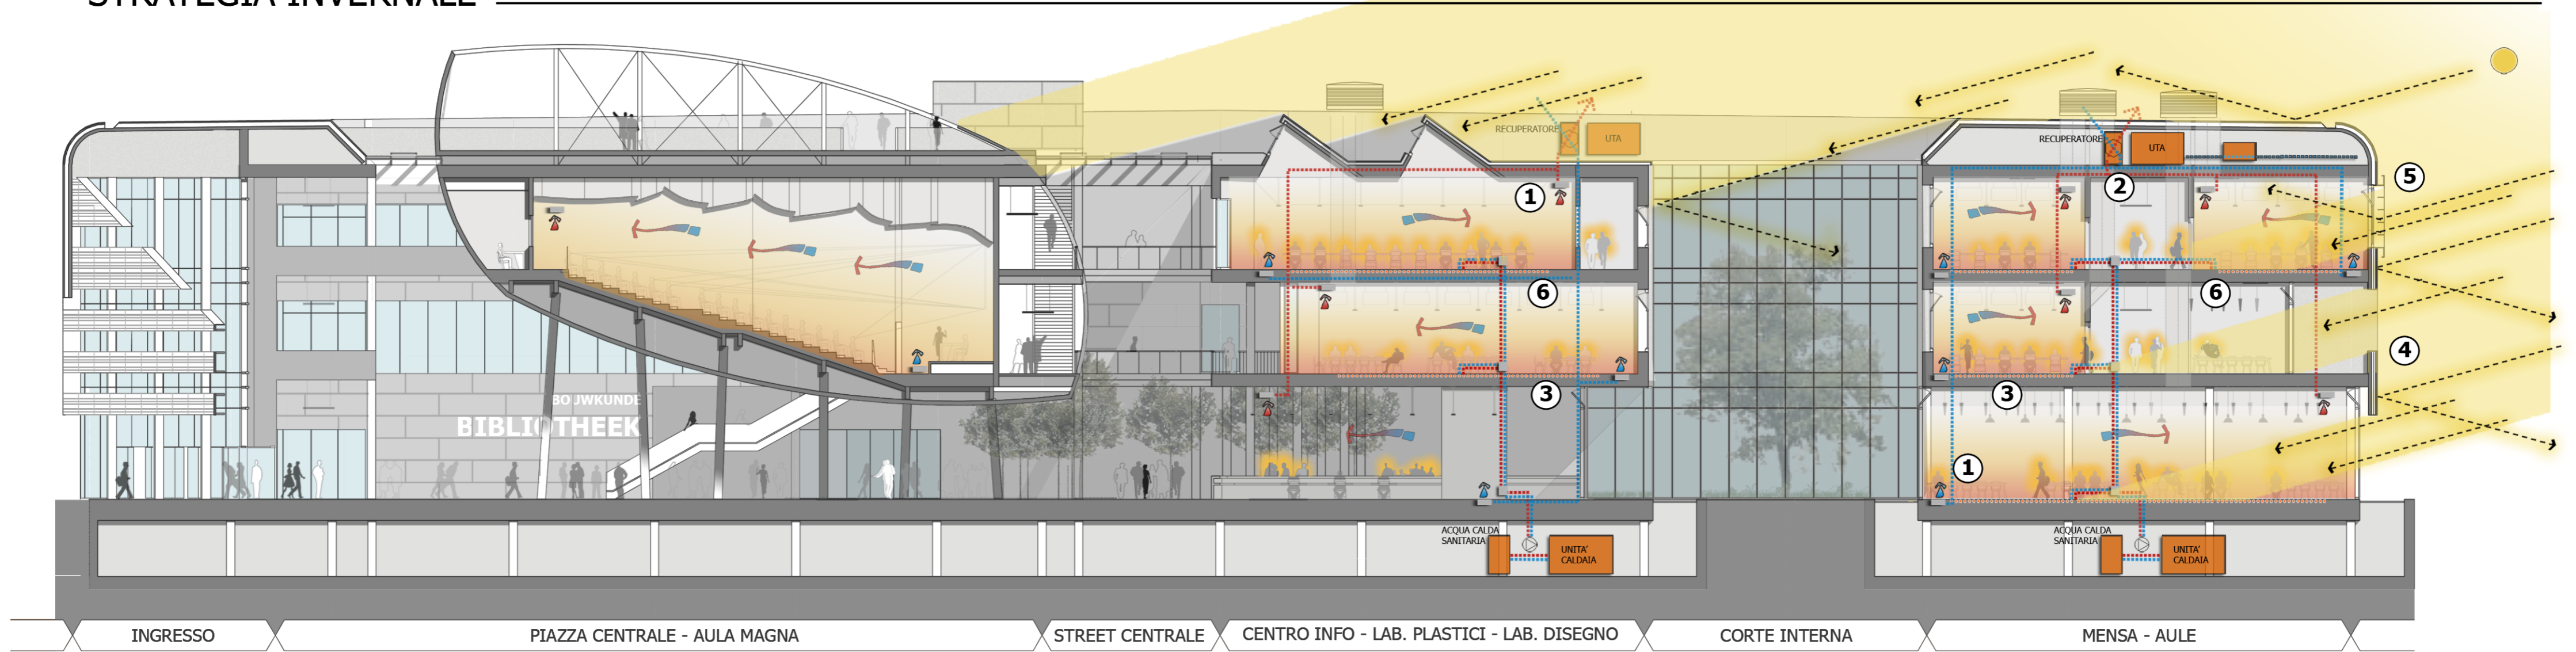 STRATEGIA INVERNALE
RECUPERATORE
UTA
RECUPERATORE
UTA
1
2
5
6
6
4
3
3
1
BO JWKUNDE
BIBLIOTHEEK
ACQUA CALDA
SANITARIA
UNITA'
CALDAIA
ACQUA CALDA
SANITARIA
UNITA'
CALDAIA
INGRESSO
PIAZZA CENTRALE - AULA MAGNA
STREET CENTRALE
CENTRO INFO - LAB. PLASTICI - LAB. DISEGNO
CORTE INTERNA
MENSA - AULE